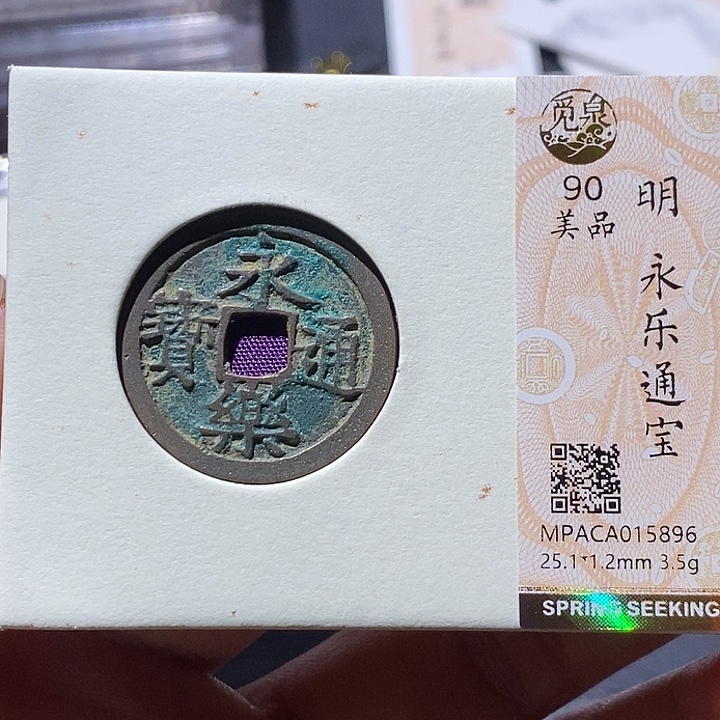 永樂通寶
觅泉
90
美品
明 永乐通宝
MPACA015896
25.1*1.2mm 3.5g
SPRING SEEKING